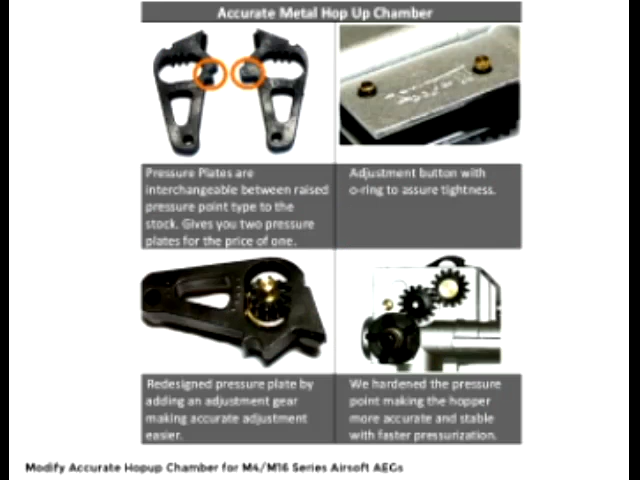 Accurate Metal Hop Up Chamber
Pressure Plates are
interchangeable between raised
pressure point type to the
stock. Gives you two pressure
plates for the price of one.
Adjustment button with
o-ring to assure tightness.
Redesigned pressure plate by
adding an adjustment gear
making accurate adjustment
easier.
We hardened the pressure
point making the hopper
more accurate and stable
with faster pressurization.
Modify Accurate Hopup Chamber for M4/M16 Series Airsoft AEGs